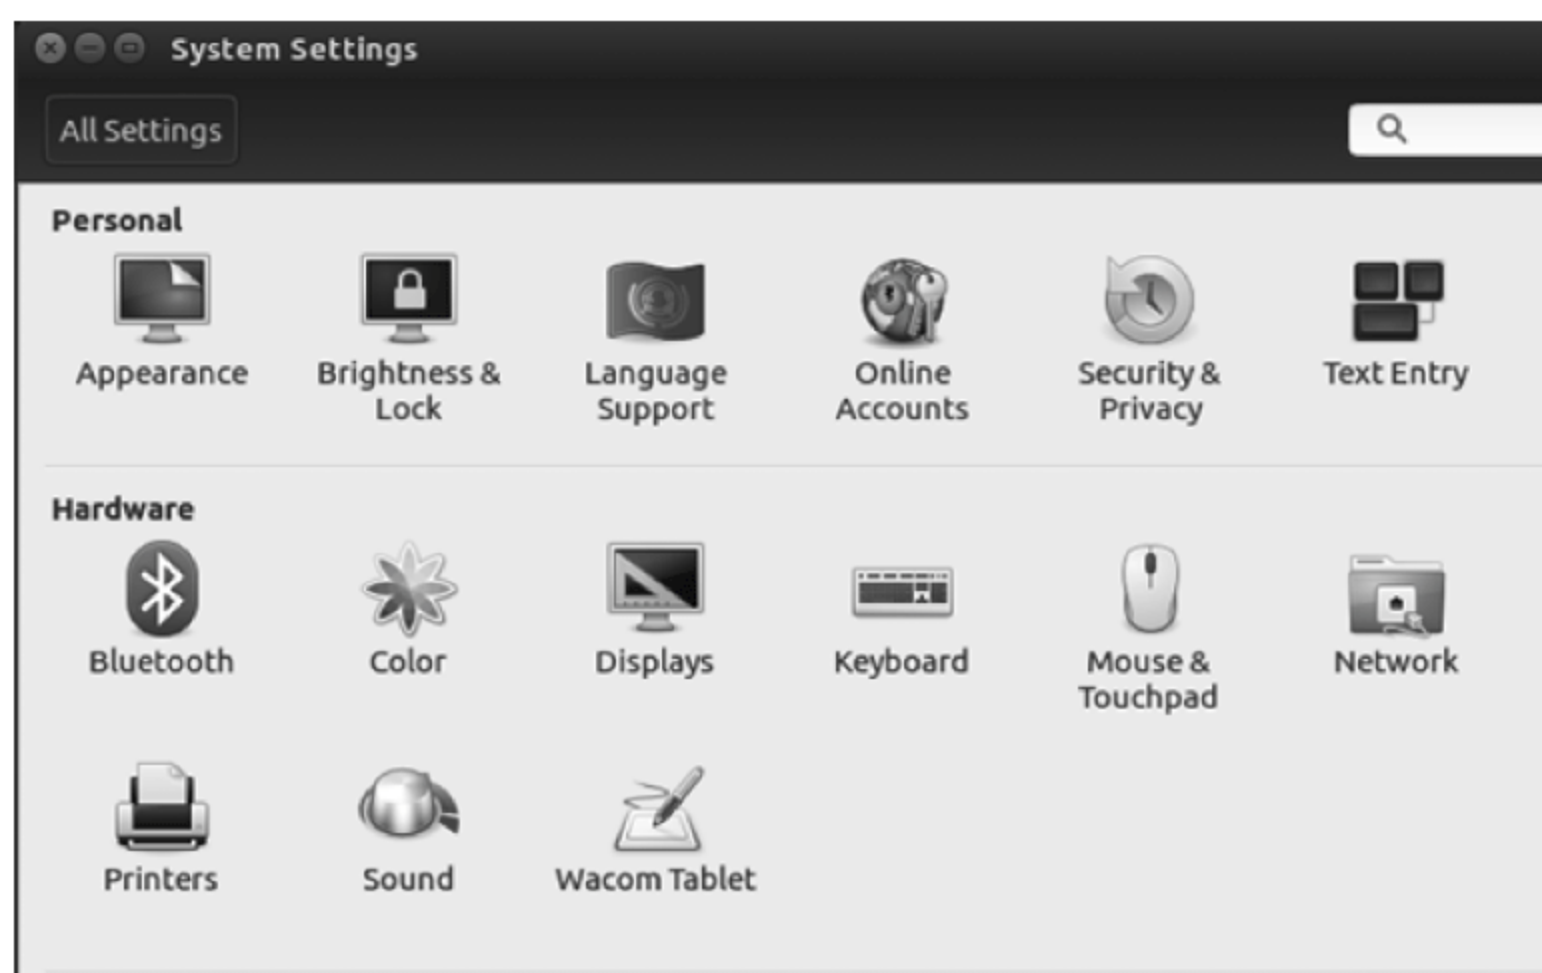 System Settings
All Settings
Personal
Appearance
Brightness &
Lock
Language
Support
Online
Accounts
Security &
Privacy
Text Entry
Hardware
Bluetooth
Color
Displays
Keyboard
Mouse &
Touchpad
Network
Printers
Sound
Wacom Tablet